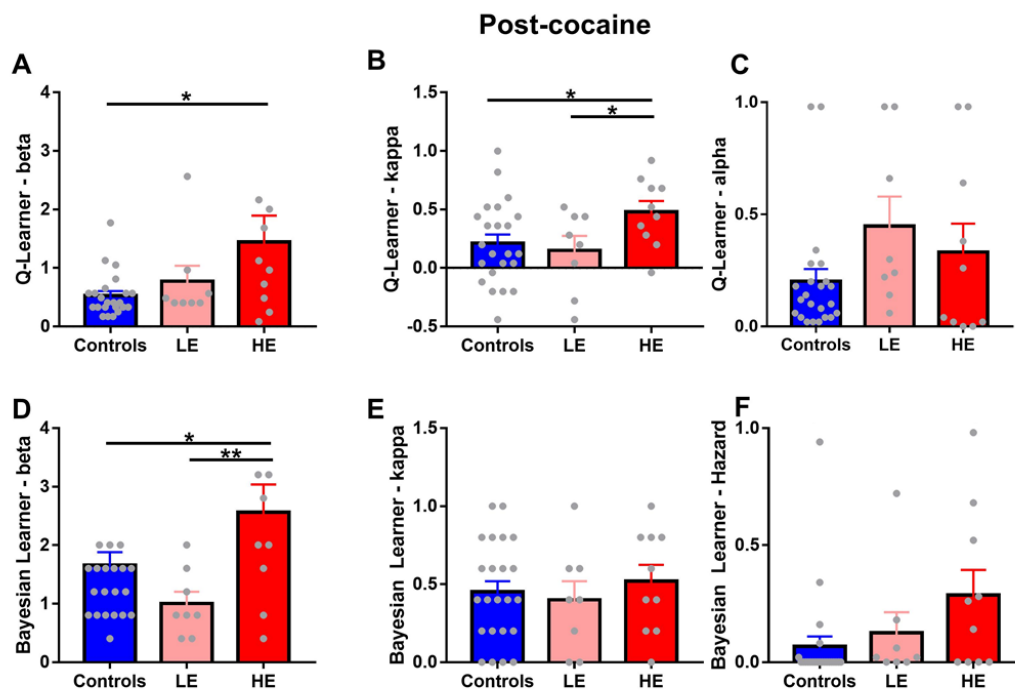 Post-cocaine
A
Q-Learner - beta
4
3
2
1
0
*
Controls LE HE
B
Q-Learner - kappa
1.5
1.0
0.5
0.0
-0.5
*
*
Controls LE HE
C
Q-Learner - alpha
1.0
0.5
0.0
Controls LE HE
D
Bayesian Learner - beta
4
3
2
1
0
*
**
Controls LE HE
E
Bayesian Learner - kappa
1.5
1.0
0.5
0.0
Controls LE HE
F
Bayesian Learner - Hazard
1.0
0.5
0.0
Controls LE HE